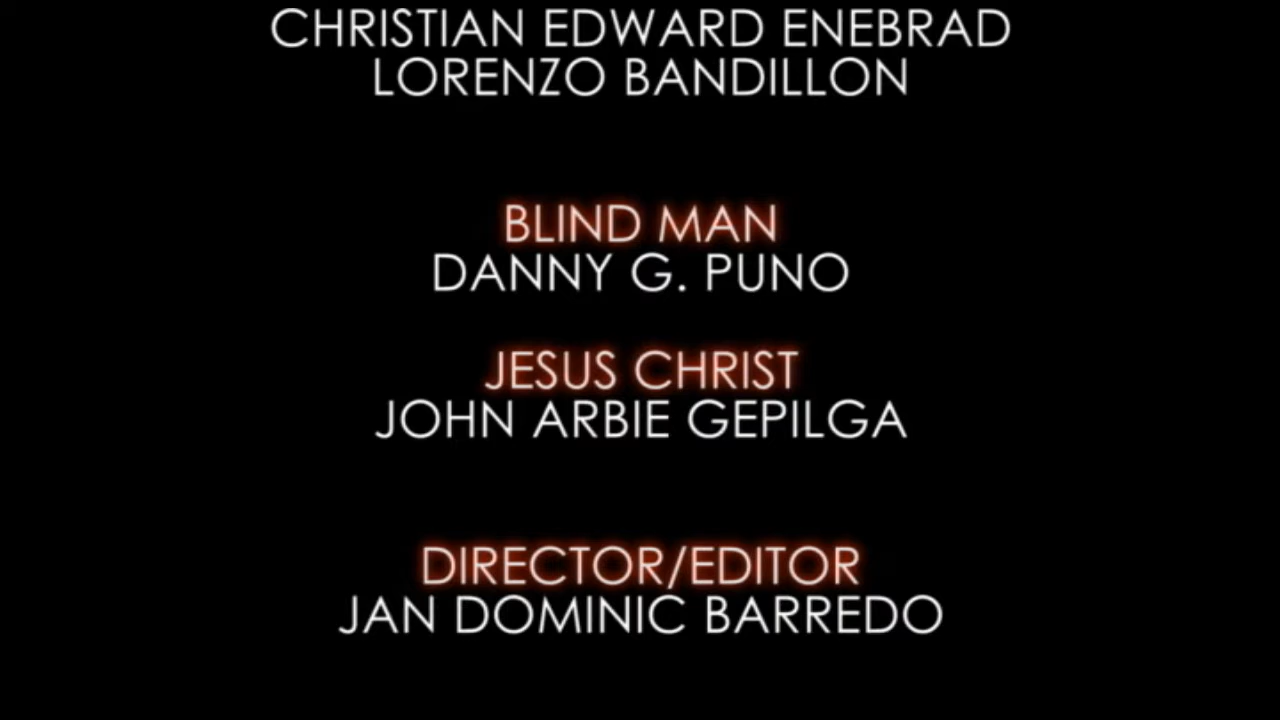 CHRISTIAN EDWARD ENEBRAD
LORENZO BANDILLON
BLIND MAN
DANNY G. PUNO
JESUS CHRIST
JOHN ARBIE GEPILGA
DIRECTOR/EDITOR
JAN DOMINIC BARREDO